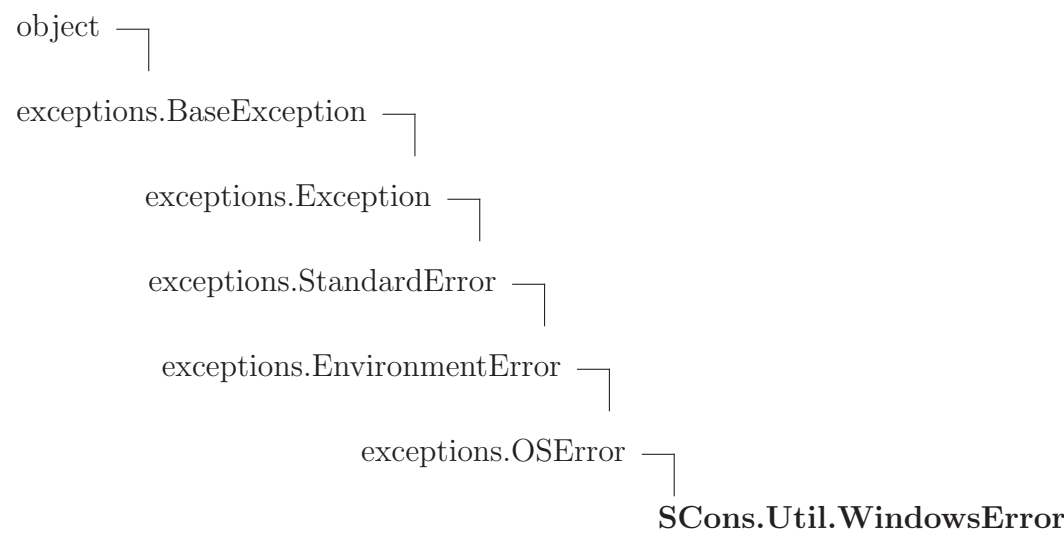 object
exceptions.BaseException
exceptions.Exception
exceptions.StandardError
exceptions.EnvironmentError
exceptions.OSError
SCons.Util.WindowsError